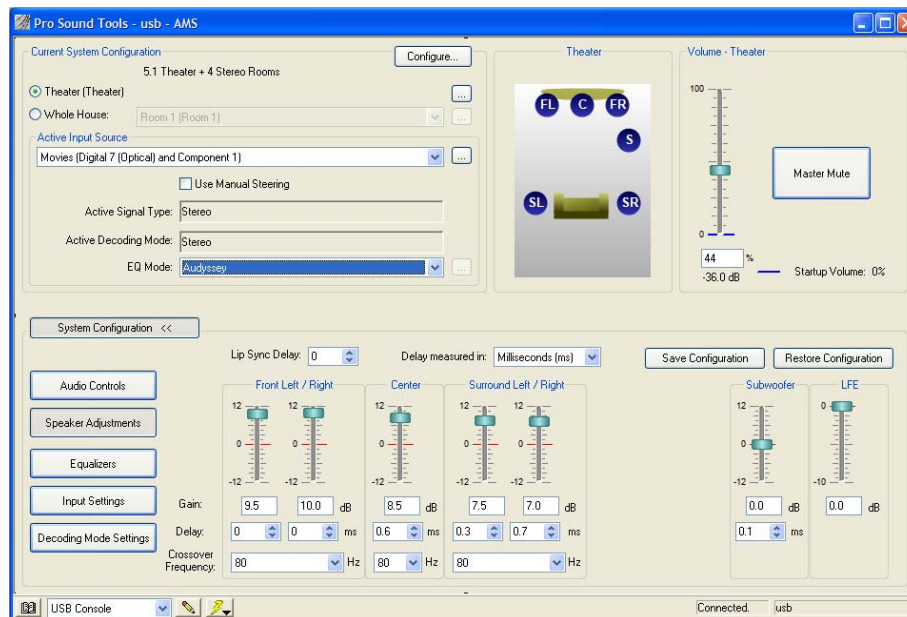 Pro Sound Tools - usb - AMS
Current System Configuration
Configure...
5.1 Theater + 4 Stereo Rooms
Theater (Theater)
...
Whole House:
Room 1 (Room 1)
...
Active Input Source
Movies (Digital 7 (Optical) and Component 1)
...
Use Manual Steering
Active Signal Type:
Stereo
Active Decoding Mode:
Stereo
EQ Mode:
Audyssey
...
Theater
FL C FR
S
SL SR
Volume - Theater
100
0
Master Mute
44 %
-36.0 dB
Startup Volume: 0%
System Configuration <<
Lip Sync Delay: 0
Delay measured in: Milliseconds (ms)
Save Configuration
Restore Configuration
Audio Controls
Speaker Adjustments
Equalizers
Input Settings
Decoding Mode Settings
Front Left / Right Center Surround Left / Right Subwoofer LFE
12 12 12 12 12 12 0
0 0 0 0 0 0
-12 -12 -12 -12 -12 -12 -10
Gain: 9.5 10.0 dB 8.5 dB 7.5 7.0 dB 0.0 dB 0.0 dB
Delay: 0 0 ms 0.6 ms 0.3 0.7 ms 0.1 ms
Crossover
Frequency: 80 Hz 80 Hz 80 Hz
USB Console
Connected.
usb